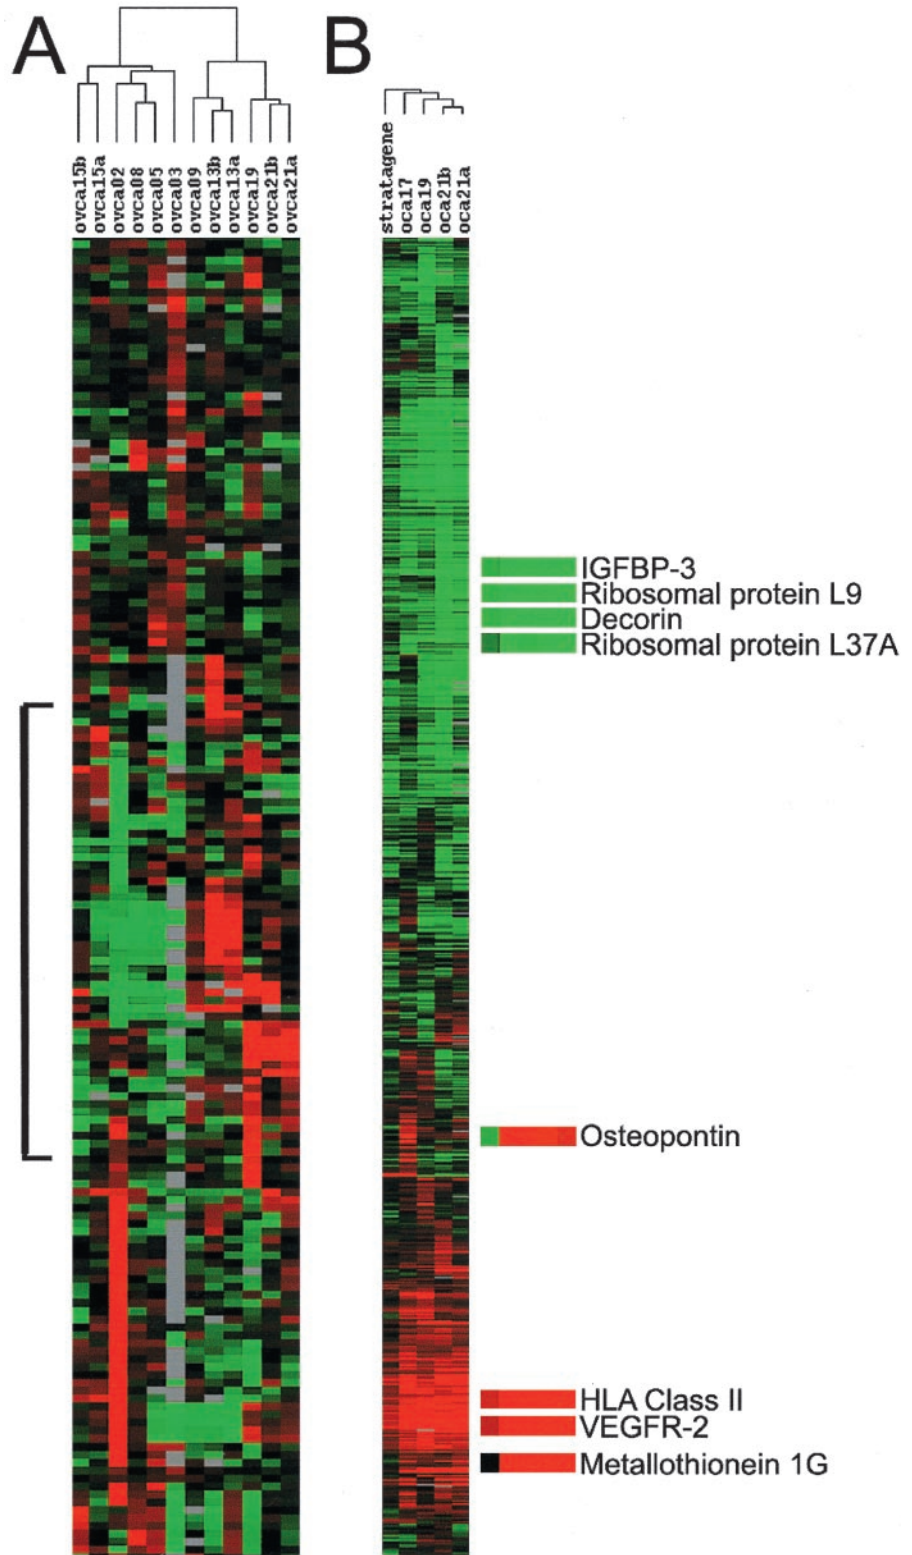 A
B
ovca15b
ovca15a
ovca02
ovca08
ovca05
ovca03
ovca09
ovca13b
ovca13a
ovca19
ovca21b
ovca21a
stratagene
oca17
oca19
oca21b
oca21a
IGFBP-3
Ribosomal protein L9
Decorin
Ribosomal protein L37A
Osteopontin
HLA Class II
VEGFR-2
Metallothionein 1G